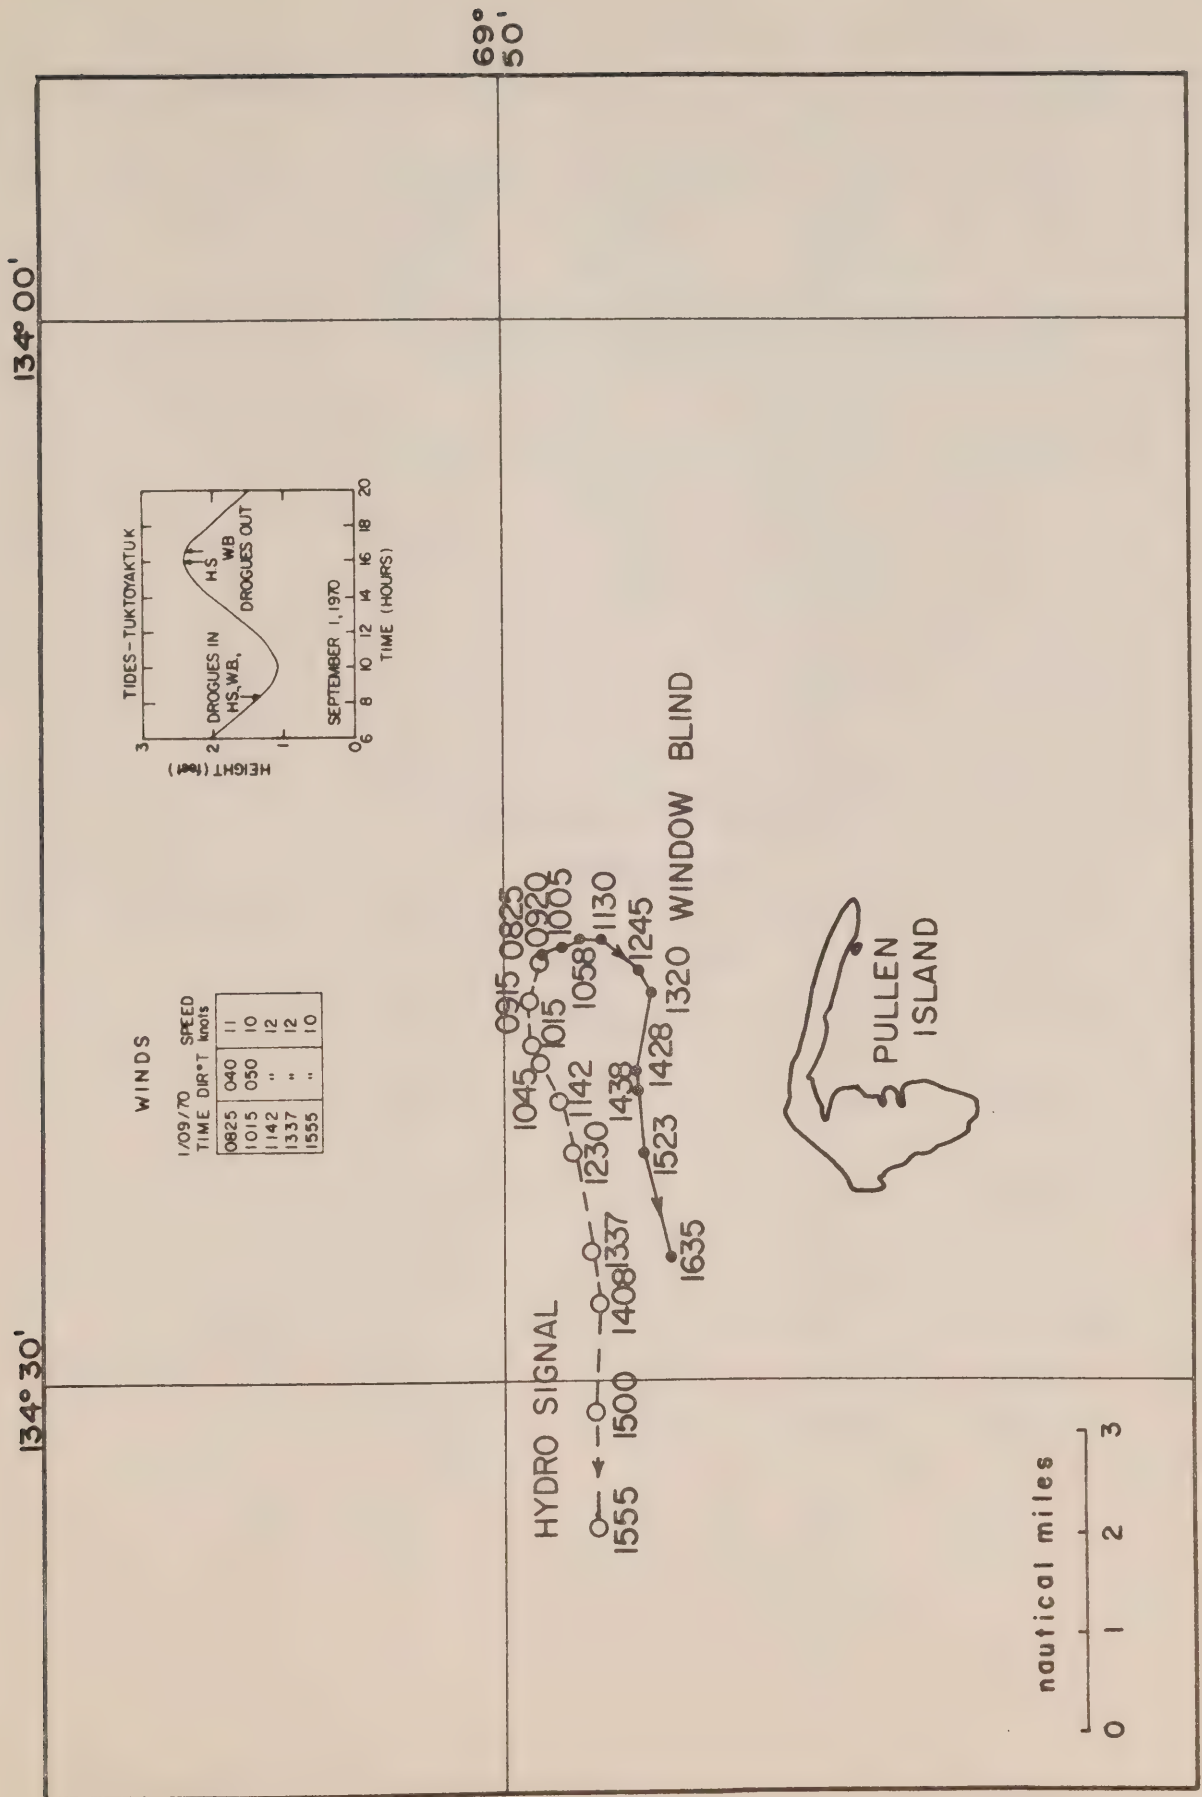 134° 30'
134° 00'
69°
50'
WINDS
1/09/70 SPEED
TIME DIR°T knots
0825 040 11
1015 050 10
1142 " 12
1337 " 12
1555 " 10
TIDES-TUKTOYAKTUK
HEIGHT (feet)
3
2
1
0
DROGUES IN
H.S., W.B.,
H.S
W.B
DROGUES OUT
SEPTEMBER 1, 1970
6 8 10 12 14 16 18 20
TIME (HOURS)
HYDRO SIGNAL
0915 0825
0920
1005
1045
1015
1058
1130
1142
1230
1245
1337
1408
1500
1555
1320 WINDOW BLIND
1438
1428
1523
1635
PULLEN
ISLAND
nautical miles
0 1 2 3